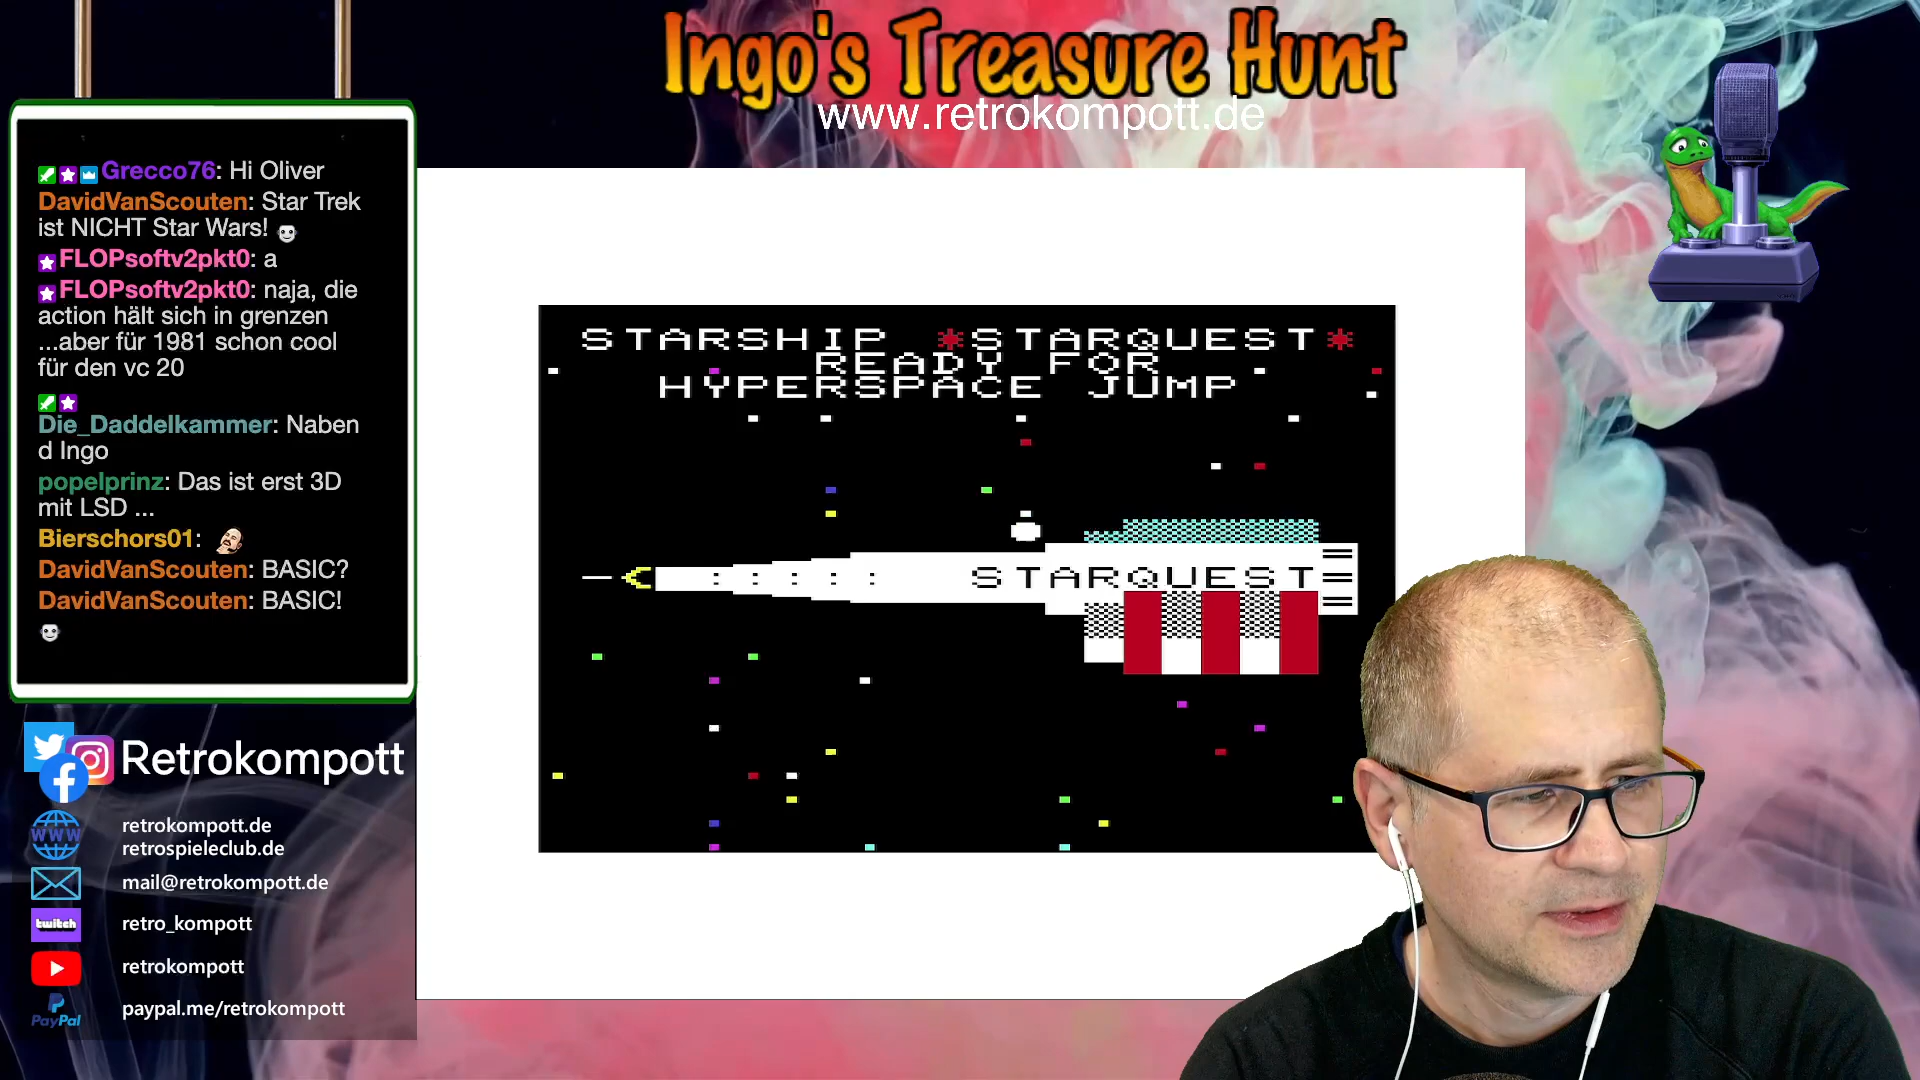 Ingo's Treasure Hunt
www.retrokompott.de
Grecco76: Hi Oliver
DavidVanScouten: Star Trek
ist NICHT Star Wars!
FLOPsoftv2pkt0: a
FLOPsoftv2pkt0: naja, die
action hält sich in grenzen
...aber für 1981 schon cool
für den vc 20
Die_Daddelkammer: Naben
d Ingo
popelprinz: Das ist erst 3D
mit LSD ...
Bierschors01:
DavidVanScouten: BASIC?
DavidVanScouten: BASIC!
STARSHIP *STARQUEST*
READY FOR
HYPERSPACE JUMP
STARQUEST
Retrokompott
WWW
retrokompott.de
retrospieleclub.de
mail@retrokompott.de
twitch
retro_kompott
retrokompott
PayPal
paypal.me/retrokompott